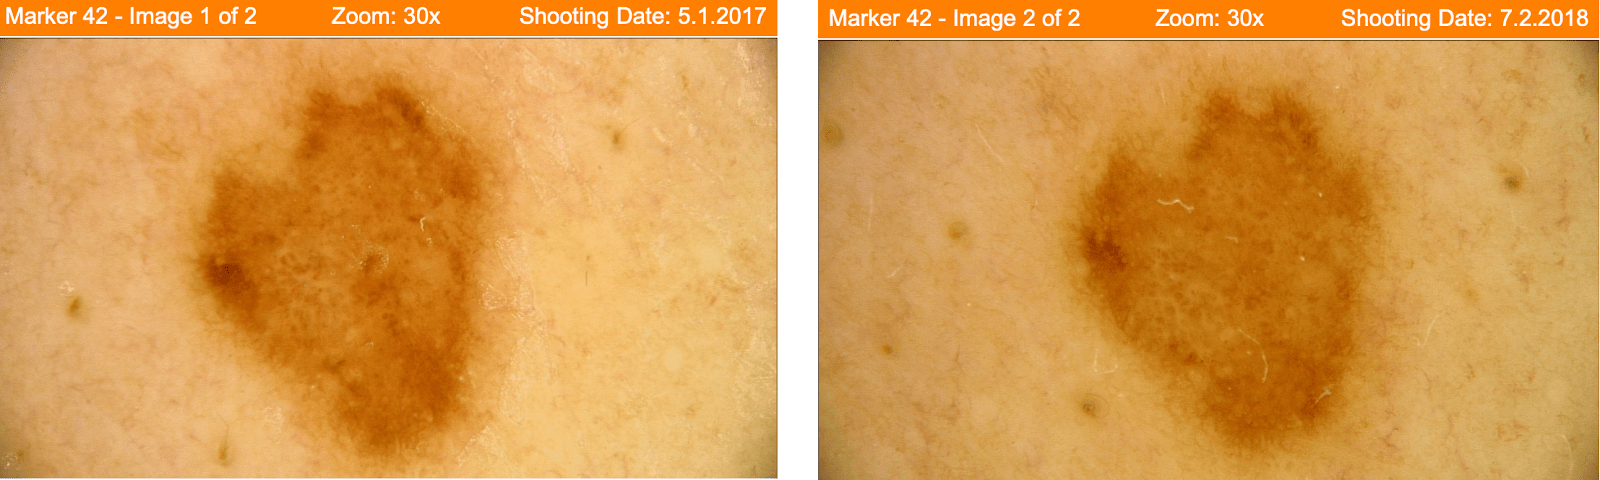 Marker 42 - Image 1 of 2 Zoom: 30x Shooting Date: 5.1.2017
Marker 42 - Image 2 of 2 Zoom: 30x Shooting Date: 7.2.2018